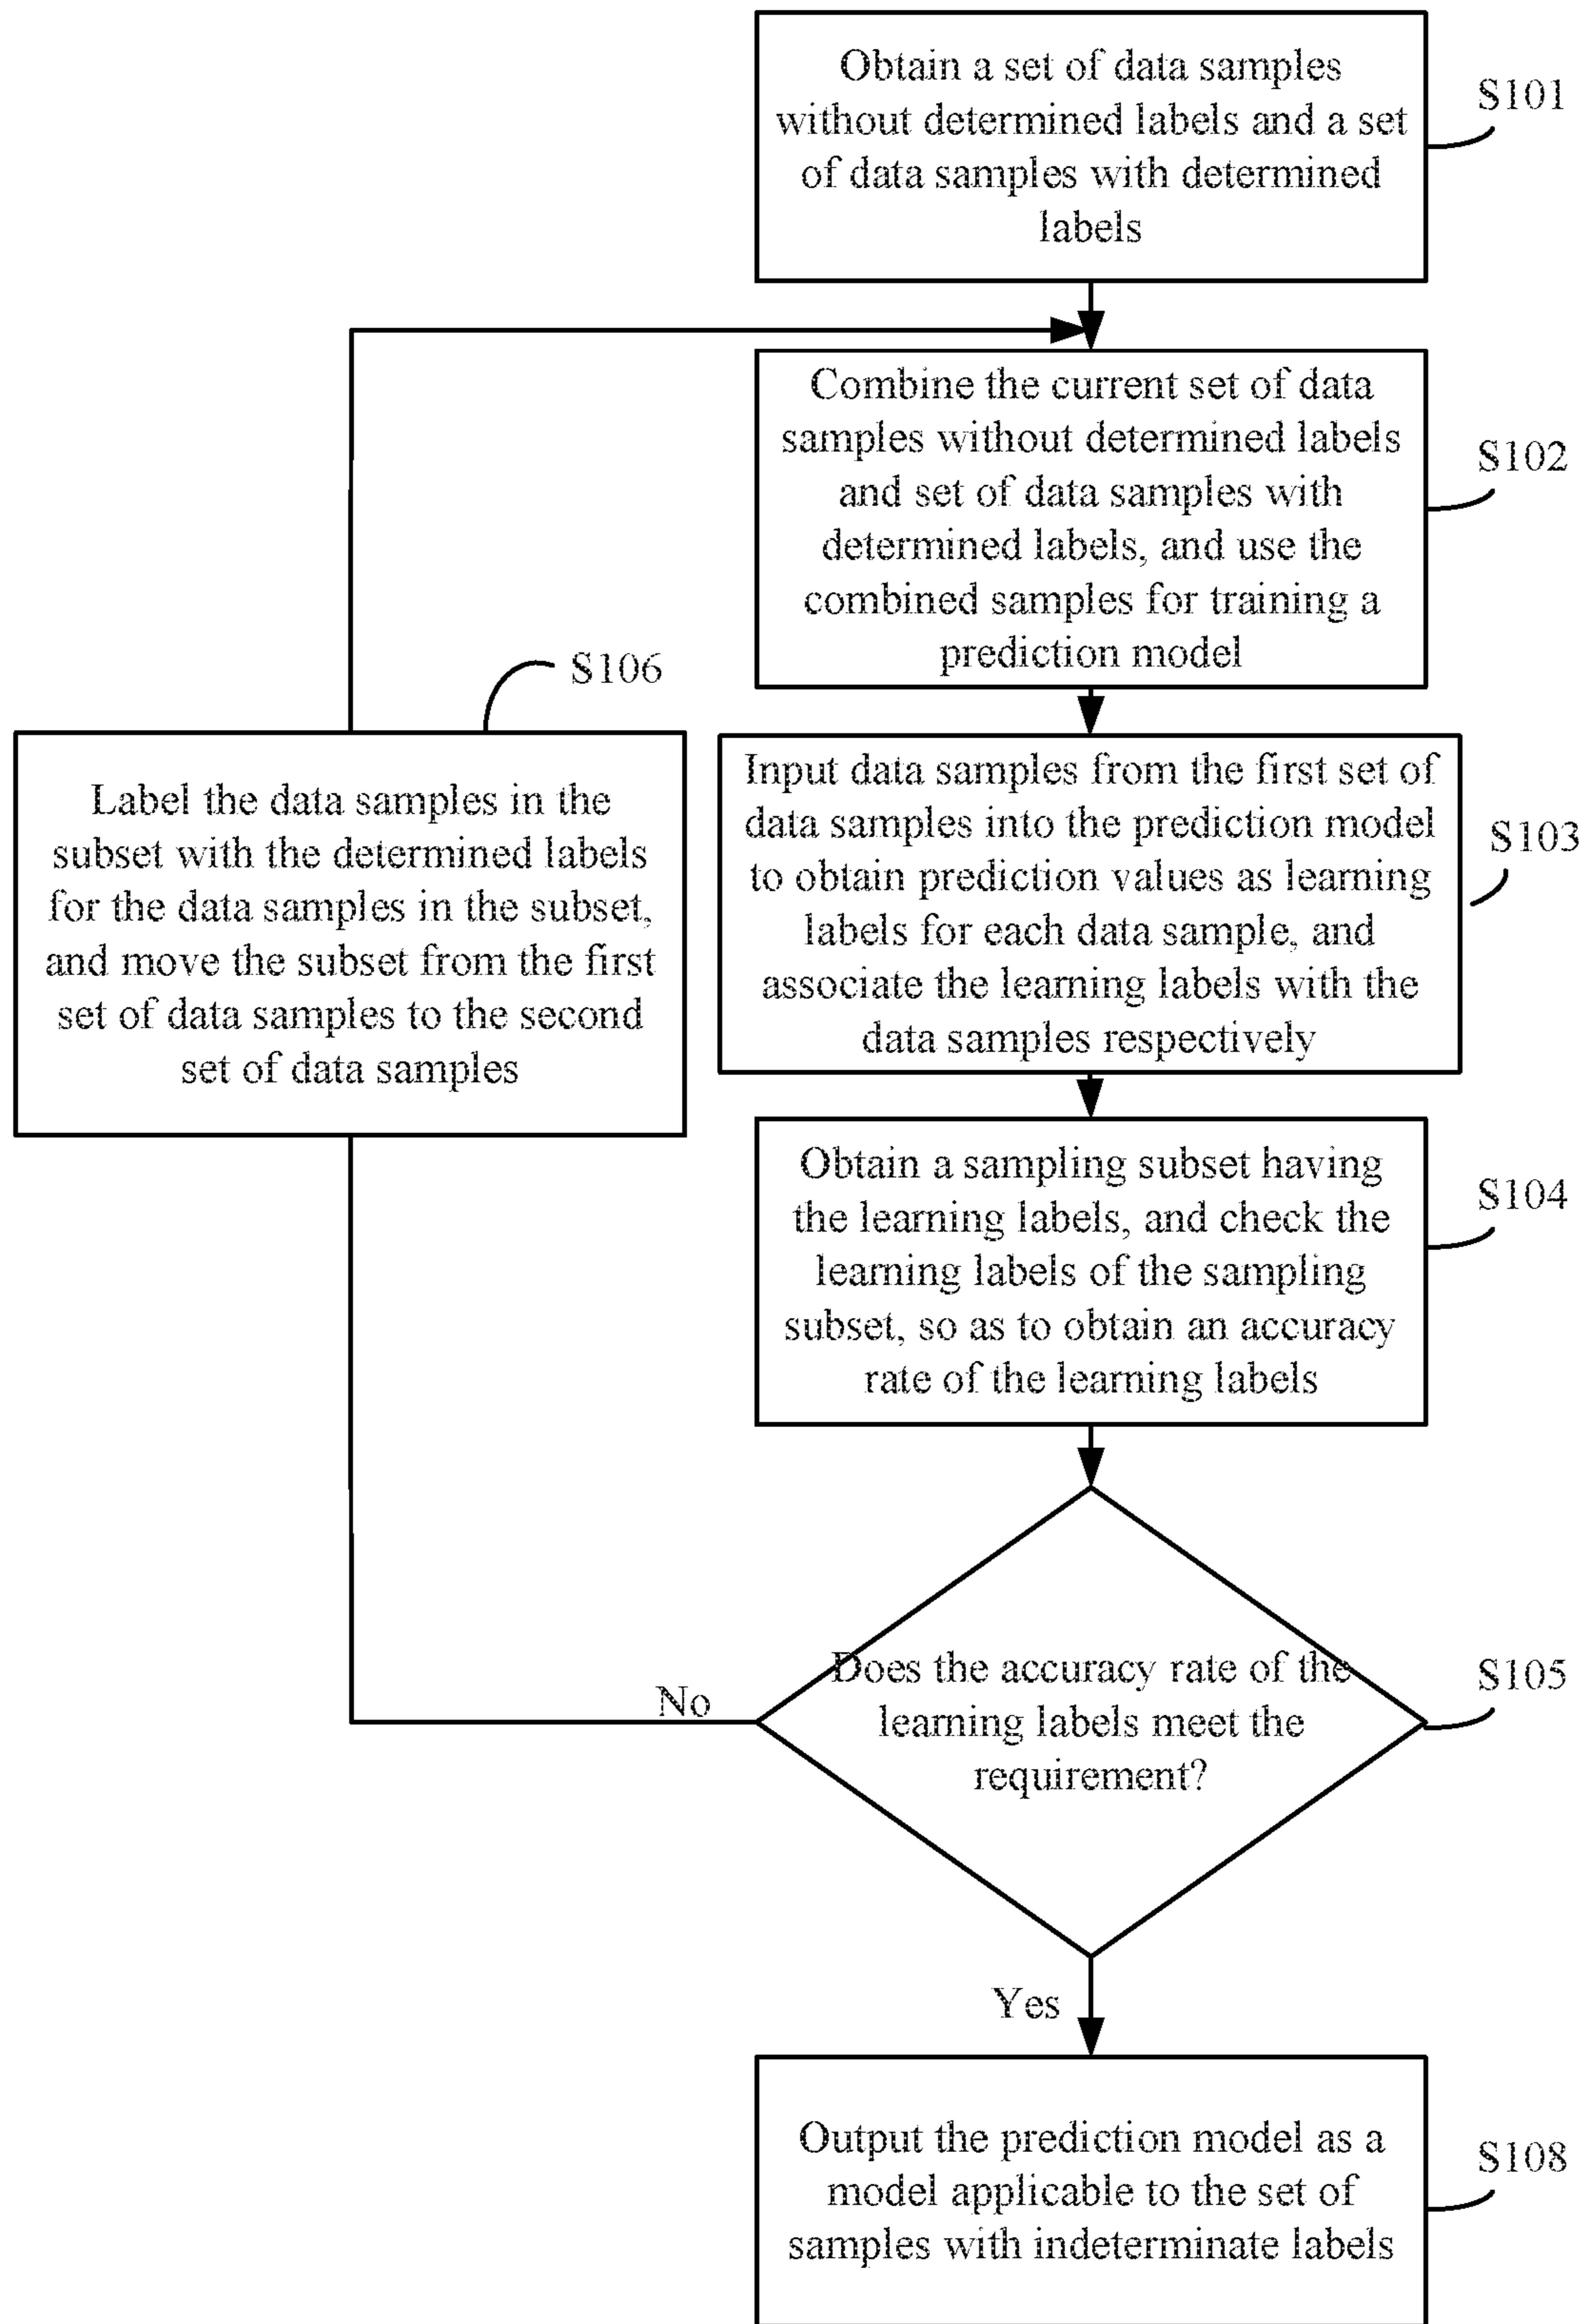 Obtain a set of data samples
without determined labels and a set
of data samples with determined
labels
S101
Combine the current set of data
samples without determined labels
and set of data samples with
determined labels, and use the
combined samples for training a
prediction model
S102
S106
Label the data samples in the
subset with the determined labels
for the data samples in the subset,
and move the subset from the first
set of data samples to the second
set of data samples
Input data samples from the first set of
data samples into the prediction model
to obtain prediction values as learning
labels for each data sample, and
associate the learning labels with the
data samples respectively
S103
Obtain a sampling subset having
the learning labels, and check the
learning labels of the sampling
subset, so as to obtain an accuracy
rate of the learning labels
S104
Does the accuracy rate of the
learning labels meet the
requirement?
S105
No
Yes
Output the prediction model as a
model applicable to the set of
samples with indeterminate labels
S108